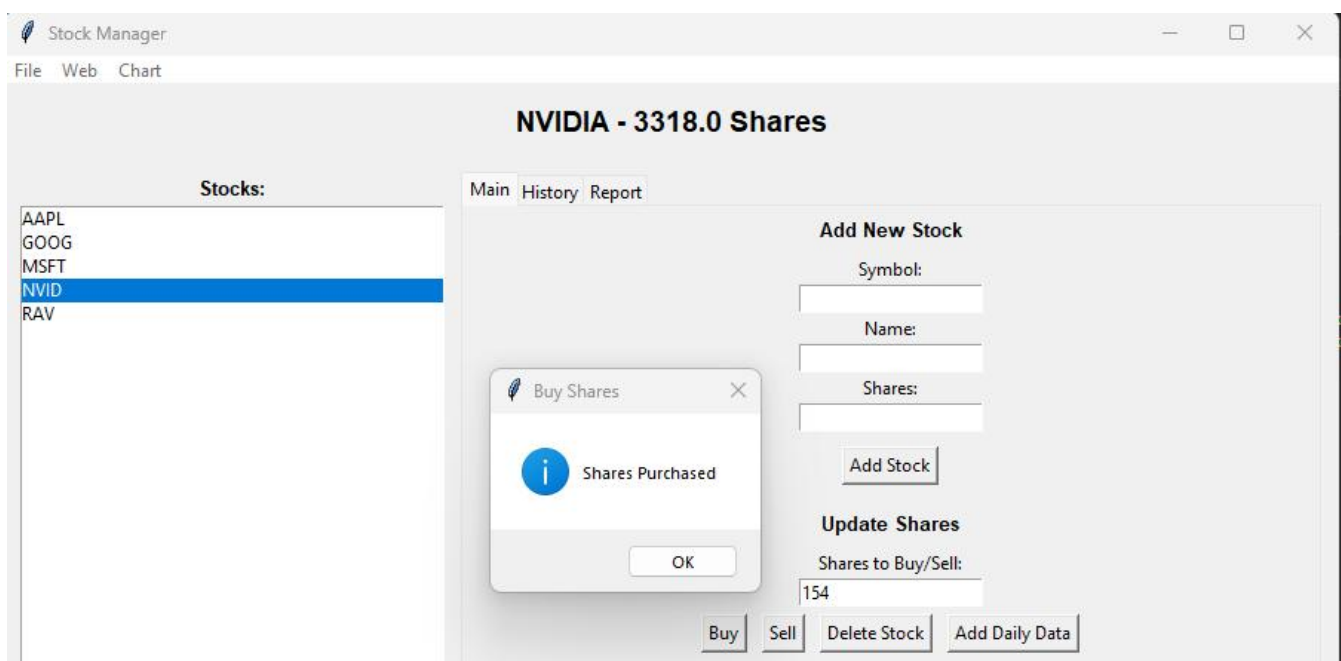 Stock Manager
File Web Chart
NVIDIA - 3318.0 Shares
Stocks:
AAPL
GOOG
MSFT
NVID
RAV
Main History Report
Add New Stock
Symbol:
Name:
Shares:
Add Stock
Update Shares
Shares to Buy/Sell:
154
Buy Sell Delete Stock Add Daily Data
Buy Shares
Shares Purchased
OK